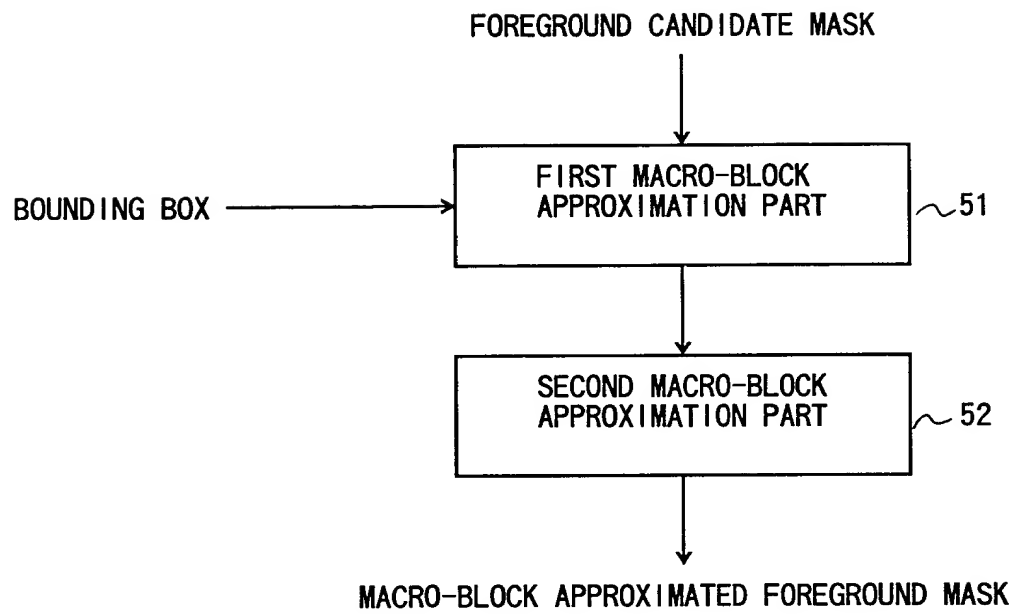 FOREGROUND CANDIDATE MASK
FIRST MACRO-BLOCK
APPROXIMATION PART
BOUNDING BOX
51
SECOND MACRO-BLOCK
APPROXIMATION PART
52
MACRO-BLOCK APPROXIMATED FOREGROUND MASK